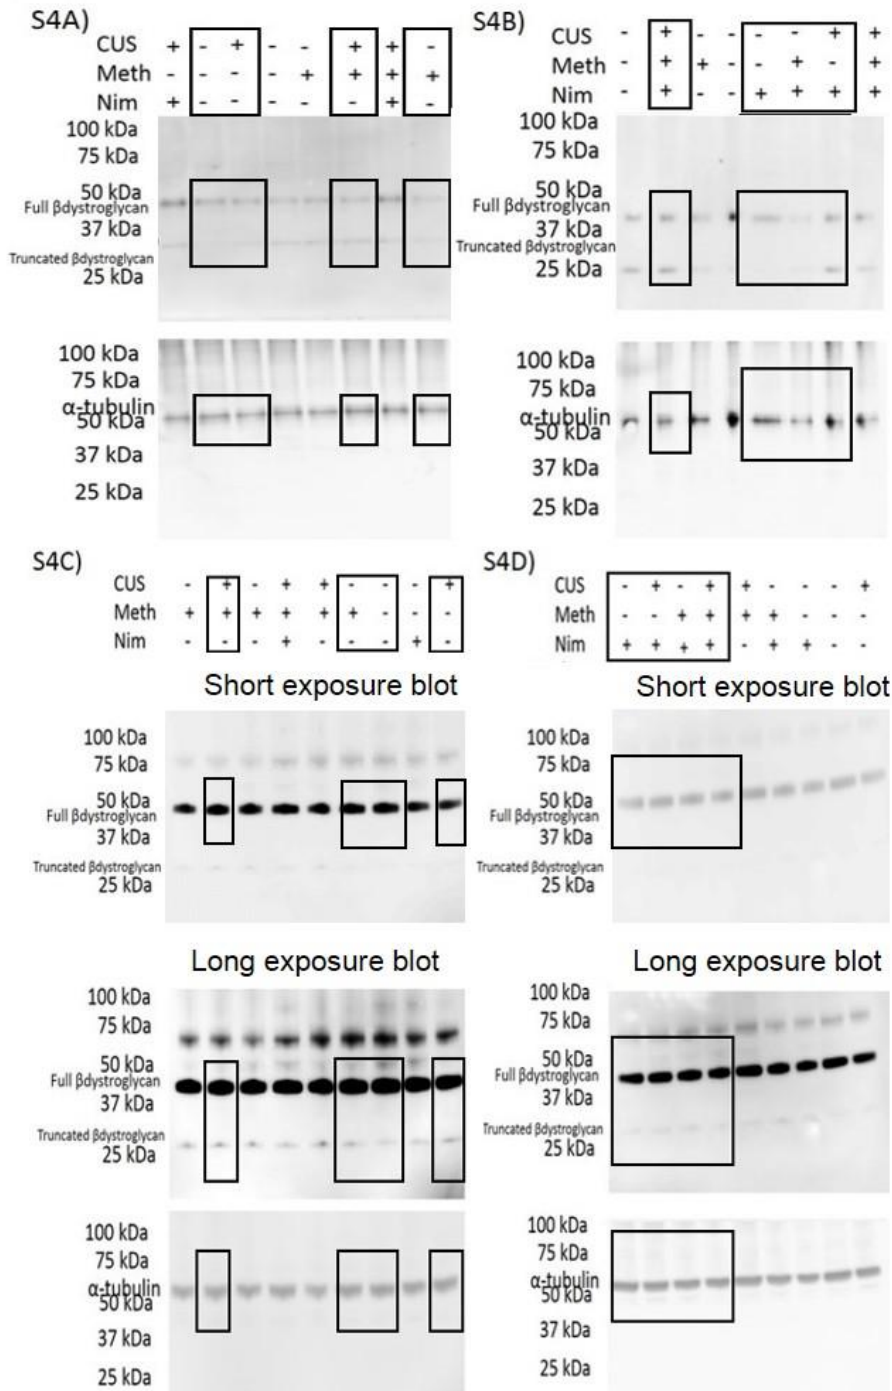 S4A)
CUS + - + - - + + -
Meth - - - - + + + +
Nim + - - - - - + -
100 kDa
75 kDa
50 kDa
Full βdystroglycan
37 kDa
Truncated βdystroglycan
25 kDa
100 kDa
75 kDa
α-tubulin
50 kDa
37 kDa
25 kDa
S4B)
CUS - + - - - - + +
Meth - + + - - + - +
Nim - + - - + + + +
100 kDa
75 kDa
50 kDa
Full βdystroglycan
37 kDa
Truncated βdystroglycan
25 kDa
100 kDa
75 kDa
α-tubulin
50 kDa
37 kDa
25 kDa
S4C)
CUS - + - + + - - - +
Meth + + + + + + - - -
Nim - - - + - - - + -
Short exposure blot
100 kDa
75 kDa
50 kDa
Full βdystroglycan
37 kDa
Truncated βdystroglycan
25 kDa
Long exposure blot
100 kDa
75 kDa
50 kDa
Full βdystroglycan
37 kDa
Truncated βdystroglycan
25 kDa
100 kDa
75 kDa
α-tubulin
50 kDa
37 kDa
25 kDa
S4D)
CUS - + - + + - - - +
Meth - - + + + + - - -
Nim + + + + - + + - -
Short exposure blot
100 kDa
75 kDa
50 kDa
Full βdystroglycan
37 kDa
25 kDa
Long exposure blot
100 kDa
75 kDa
50 kDa
Full βdystroglycan
37 kDa
Truncated βdystroglycan
25 kDa
100 kDa
75 kDa
α-tubulin
50 kDa
37 kDa
25 kDa